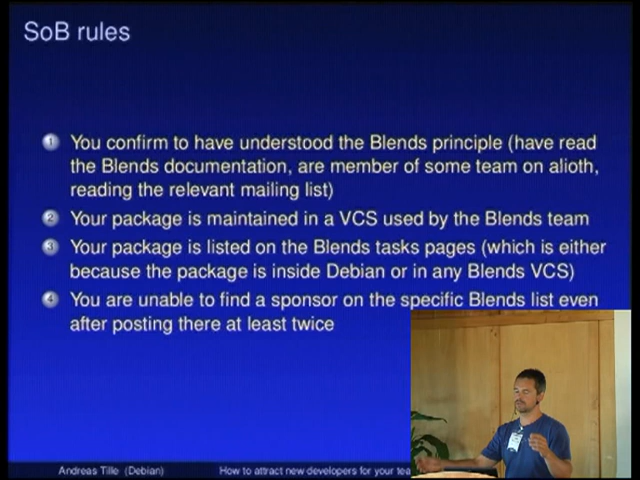 SoB rules
1 You confirm to have understood the Blends principle (have read
the Blends documentation, are member of some team on alioth,
reading the relevant mailing list)
2 Your package is maintained in a VCS used by the Blends team
3 Your package is listed on the Blends tasks pages (which is either
because the package is inside Debian or in any Blends VCS)
4 You are unable to find a sponsor on the specific Blends list even
after posting there at least twice
Andreas Tille (Debian) How to attract new developers for your tea